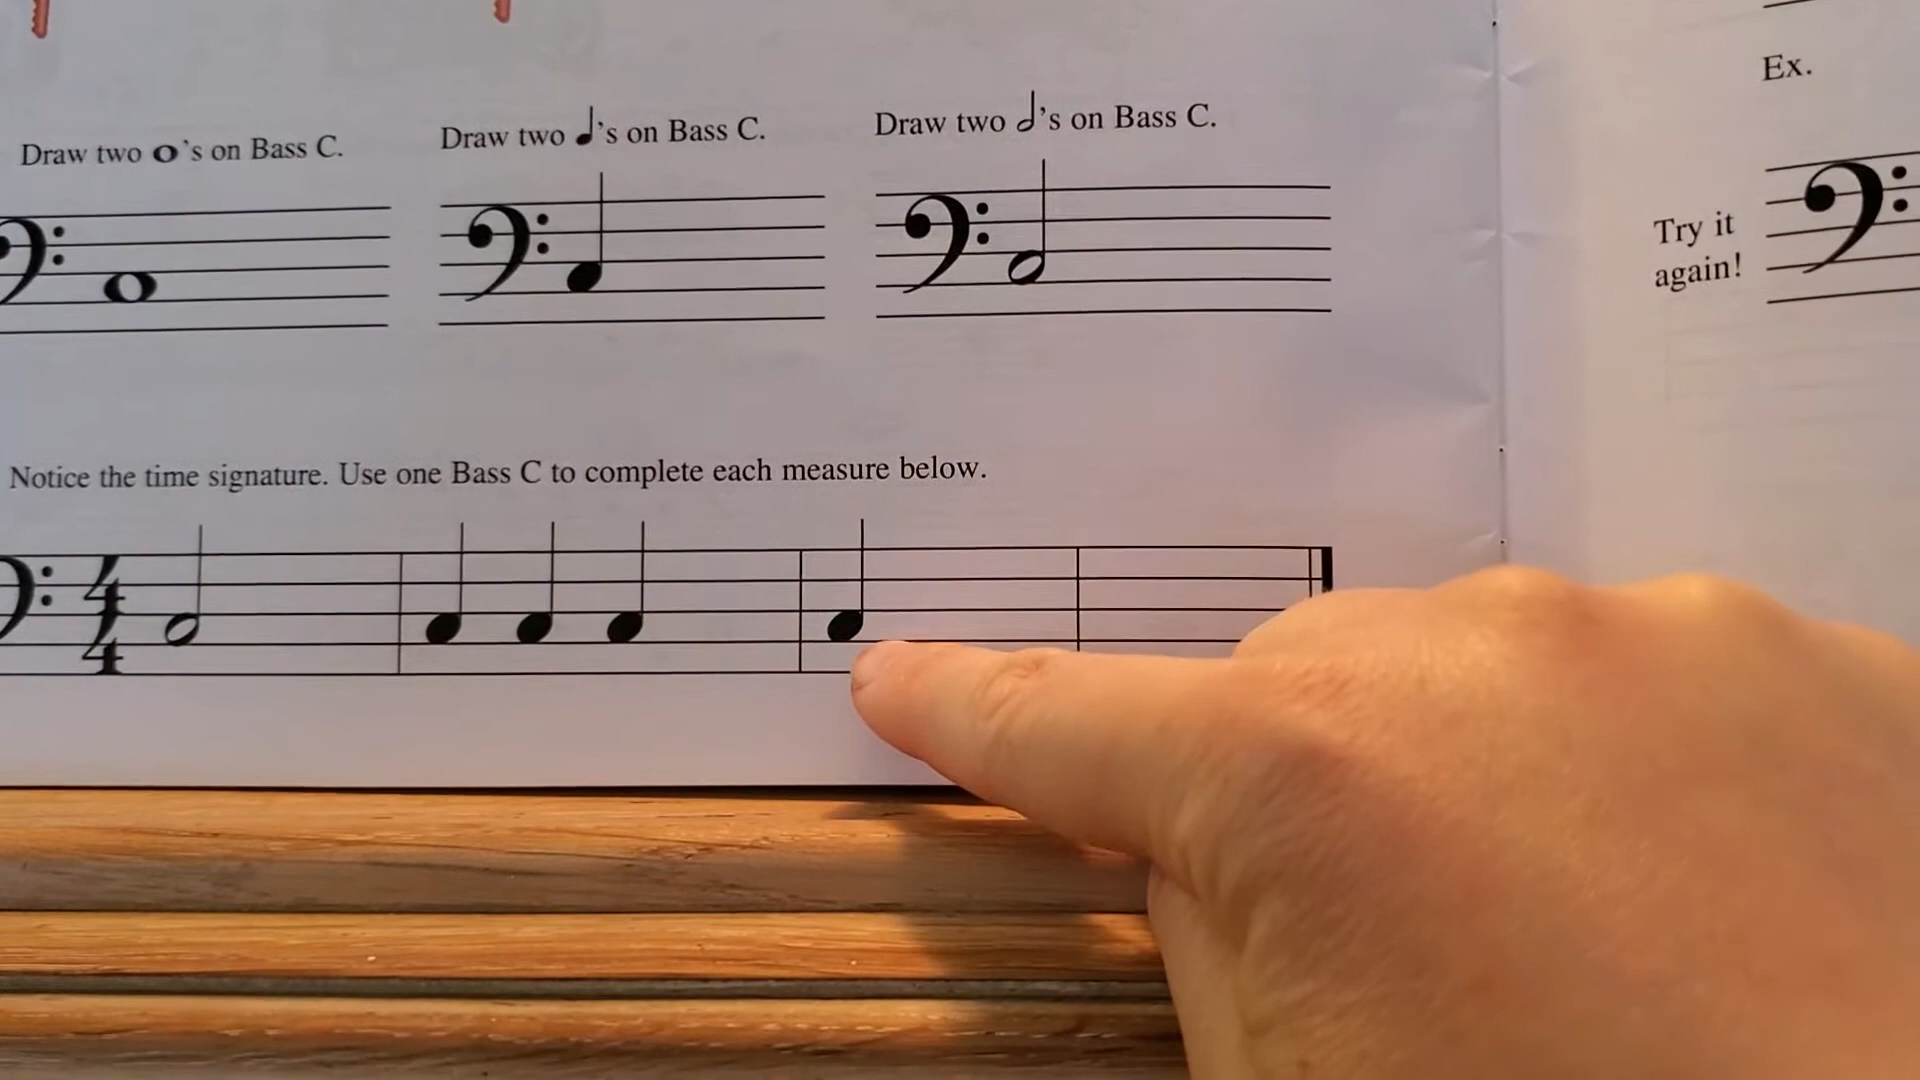 Ex.
Draw two 𝅝's on Bass C.
Draw two ♩'s on Bass C.
Draw two 𝅗𝅥's on Bass C.
Try it
again!
Notice the time signature. Use one Bass C to complete each measure below.
4
4